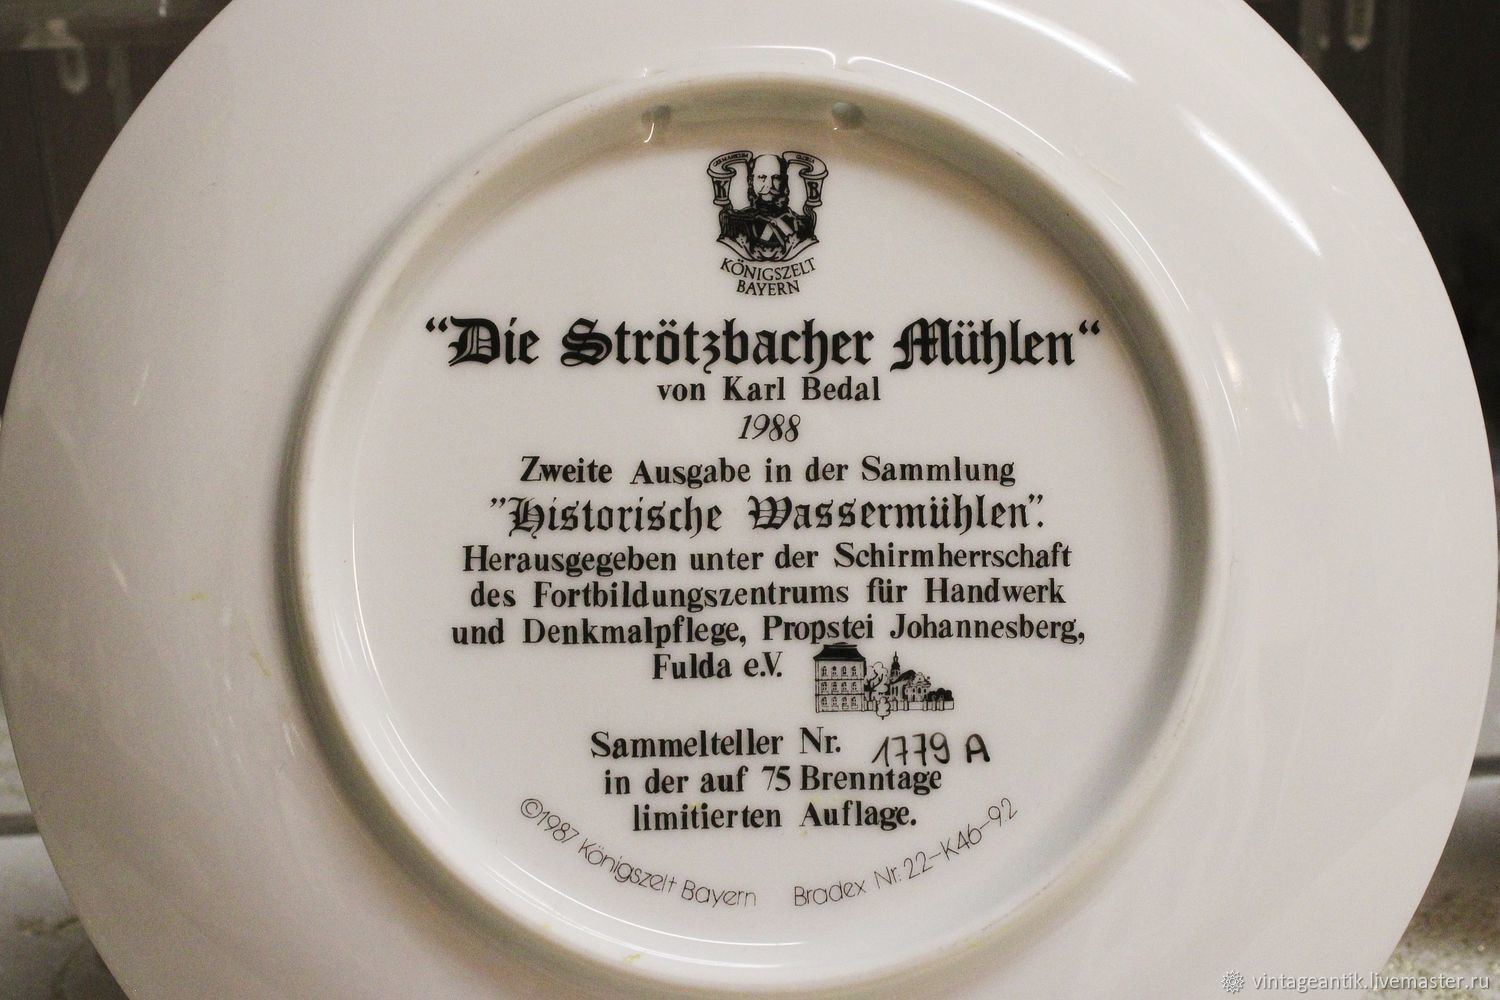 GERMANICUM GLORIA
K B
KÖNIGSZELT
BAYERN
“Die Strötzbacher Mühlen“
von Karl Bedal
1988
Zweite Ausgabe in der Sammlung
”Historische Wassermühlen”.
Herausgegeben unter der Schirmherrschaft
des Fortbildungszentrums für Handwerk
und Denkmalpflege, Propstei Johannesberg,
Fulda e.V.
Sammelteller Nr. 1779 A
in der auf 75 Brenntage
limitierten Auflage.
©1987 Königszelt Bayern Bradex Nr. 22-K46-9.2
vintageantik.livemaster.ru